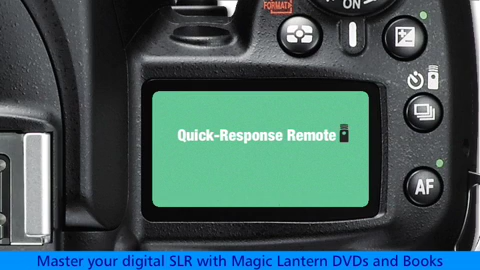 FORMAT
ON
Quick-Response Remote
AF
Master your digital SLR with Magic Lantern DVDs and Books